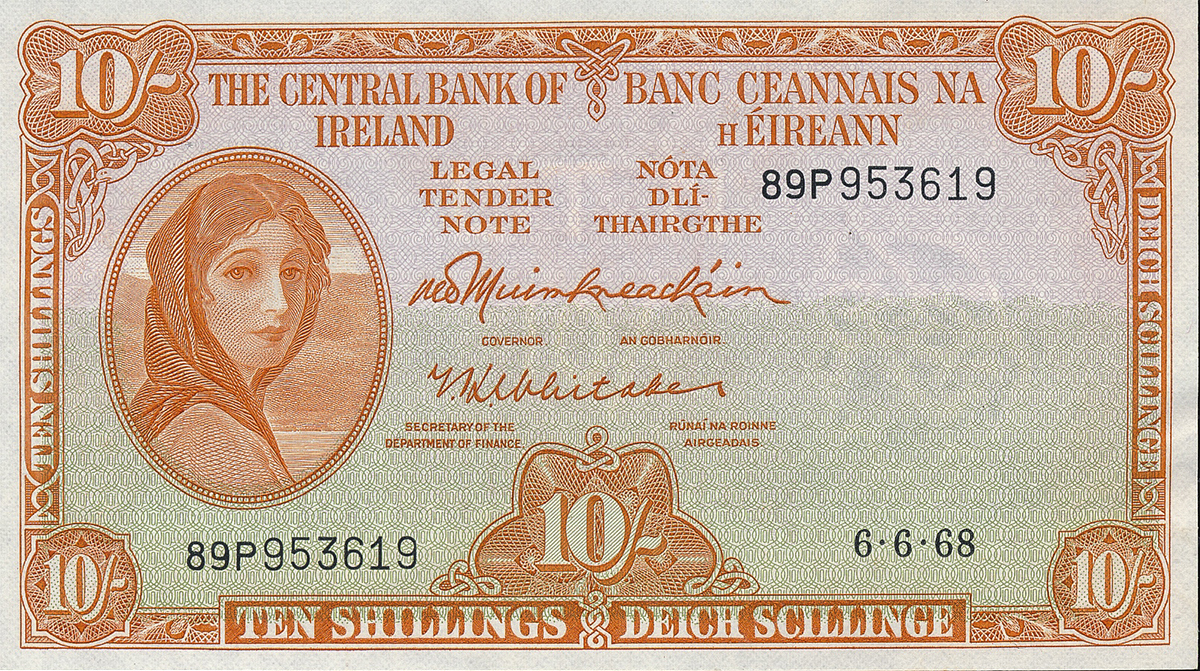 10/-
10/-
THE CENTRAL BANK OF
IRELAND
BANC CEANNAIS NA
H ÉIREANN
LEGAL
TENDER
NOTE
NÓTA
DLÍ-
THAIRGTHE
89P953619
GOVERNOR
AN GOBHARNÓIR
T.K.Whitaker
SECRETARY OF THE
DEPARTMENT OF FINANCE
RÚNAÍ NA ROINNE
AIRGEADAIS
TEN SHILLINGS
DEICH SCILLINGE
89P953619
10/-
6·6·68
10/-
10/-
TEN SHILLINGS
DEICH SCILLINGE